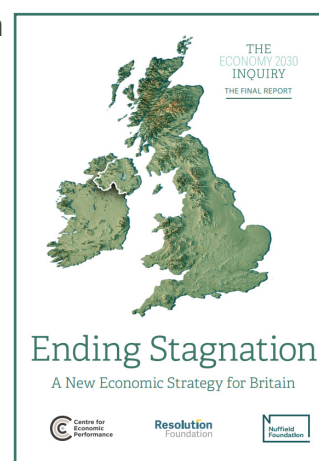 THE
ECONOMY 2030
INQUIRY
THE FINAL REPORT
Ending Stagnation
A New Economic Strategy for Britain
Centre for
Economic
Performance
Resolution
Foundation
Nuffield
Foundation